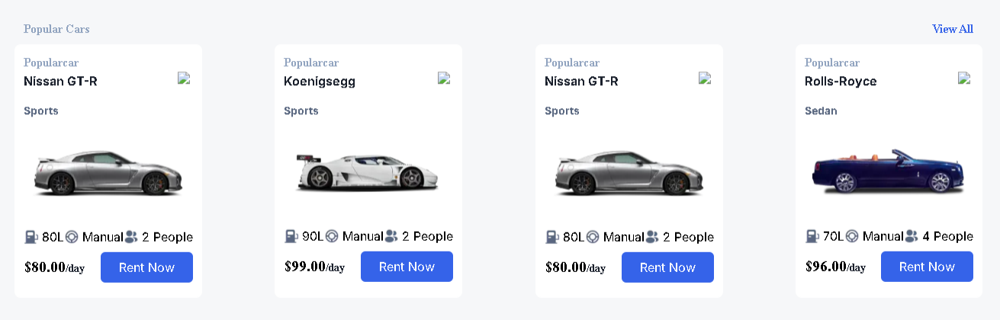 Popular Cars View All
Popularcar Popularcar Popularcar Popularcar
Nissan GT-R Koenigsegg Nissan GT-R Rolls-Royce
Sports Sports Sports Sedan
80L Manual 2 People 90L Manual 2 People 80L Manual 2 People 70L Manual 4 People
$80.00/day Rent Now $99.00/day Rent Now $80.00/day Rent Now $96.00/day Rent Now